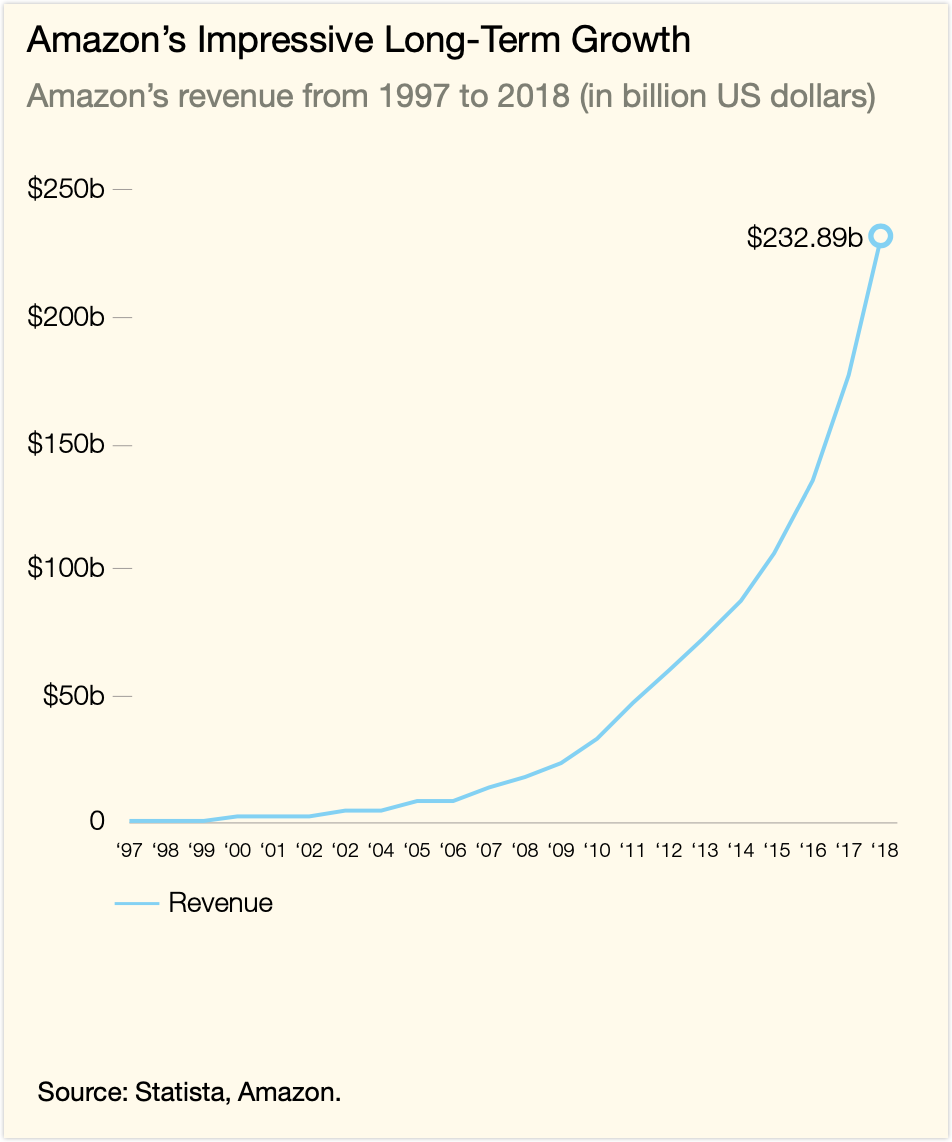 Amazon’s Impressive Long-Term Growth
Amazon’s revenue from 1997 to 2018 (in billion US dollars)
$250b
$232.89b
$200b
$150b
$100b
$50b
0
‘97 ‘98 ‘99 ‘00 ‘01 ‘02 ‘02 ‘04 ‘05 ‘06 ‘07 ‘08 ‘09 ‘10 ‘11 ‘12 ‘13 ‘14 ‘15 ‘16 ‘17 ‘18
Revenue
Source: Statista, Amazon.